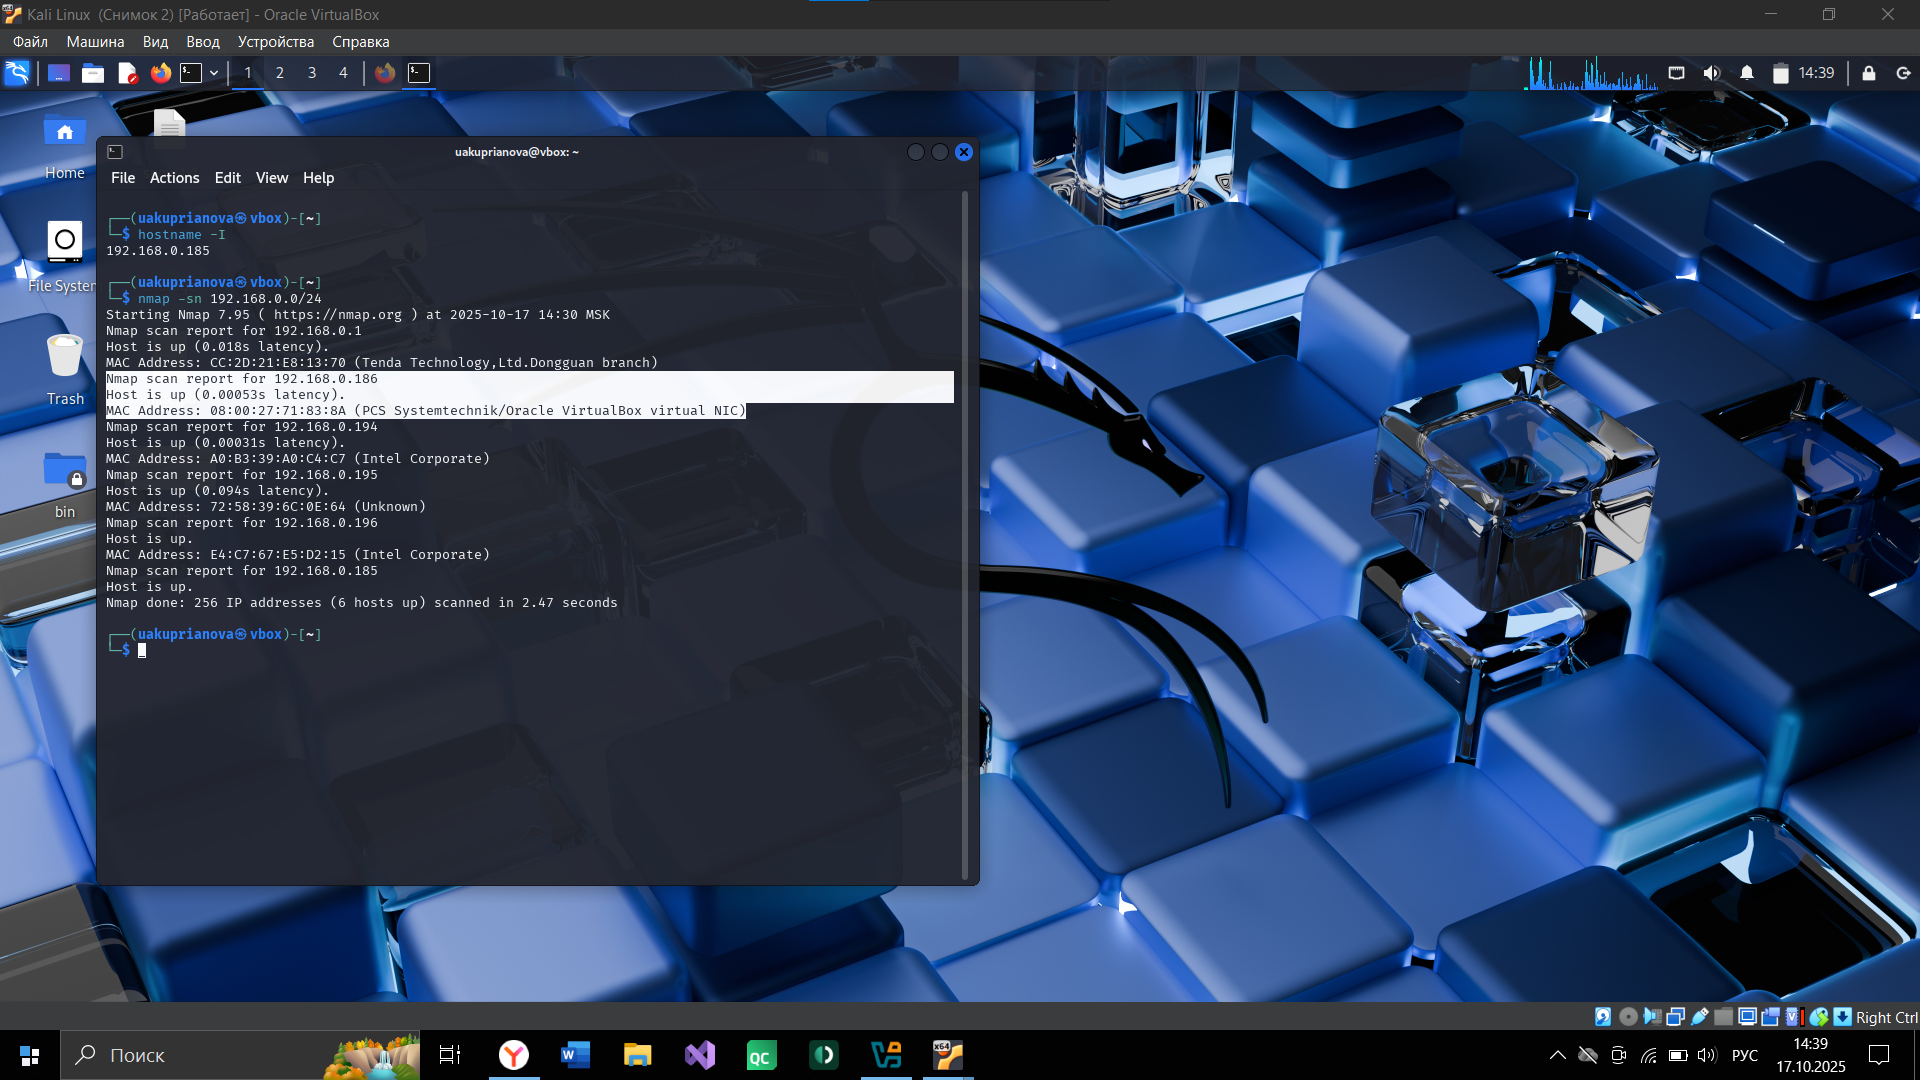 Kali Linux (Снимок 2) [Работает] - Oracle VirtualBox
Файл Машина Вид Ввод Устройства Справка
1 2 3 4 14:39
Home
File System
Trash
bin
uakuprianova@vbox: ~
File Actions Edit View Help
┌──(uakuprianova㉿vbox)-[~]
└─$ hostname -I
192.168.0.185
┌──(uakuprianova㉿vbox)-[~]
└─$ nmap -sn 192.168.0.0/24
Starting Nmap 7.95 ( https://nmap.org ) at 2025-10-17 14:30 MSK
Nmap scan report for 192.168.0.1
Host is up (0.018s latency).
MAC Address: CC:2D:21:E8:13:70 (Tenda Technology,Ltd.Dongguan branch)
Nmap scan report for 192.168.0.186
Host is up (0.00053s latency).
MAC Address: 08:00:27:71:83:8A (PCS Systemtechnik/Oracle VirtualBox virtual NIC)
Nmap scan report for 192.168.0.194
Host is up (0.00031s latency).
MAC Address: A0:B3:39:A0:C4:C7 (Intel Corporate)
Nmap scan report for 192.168.0.195
Host is up (0.094s latency).
MAC Address: 72:58:39:6C:0E:64 (Unknown)
Nmap scan report for 192.168.0.196
Host is up.
MAC Address: E4:C7:67:E5:D2:15 (Intel Corporate)
Nmap scan report for 192.168.0.185
Host is up.
Nmap done: 256 IP addresses (6 hosts up) scanned in 2.47 seconds
┌──(uakuprianova㉿vbox)-[~]
└─$
Right Ctrl
Поиск
РУС
14:39
17.10.2025